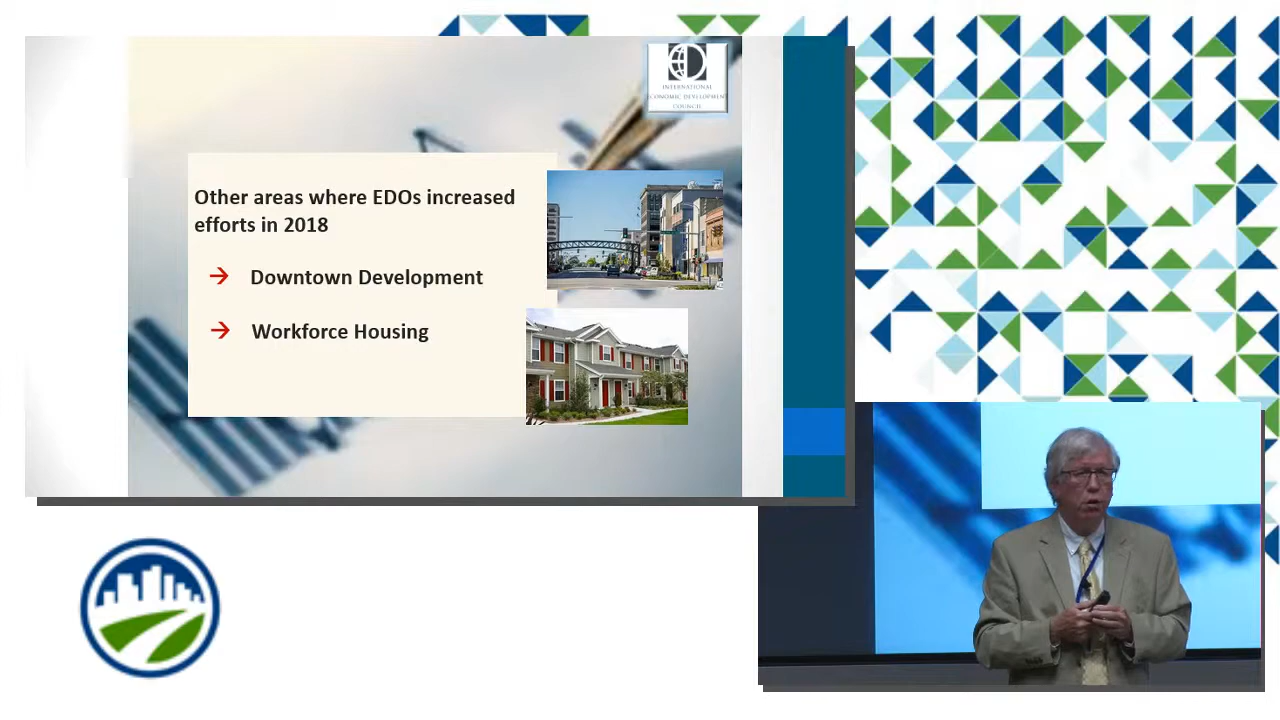 INTERNATIONAL
ECONOMIC DEVELOPMENT
COUNCIL
Other areas where EDOs increased
efforts in 2018
→ Downtown Development
→ Workforce Housing